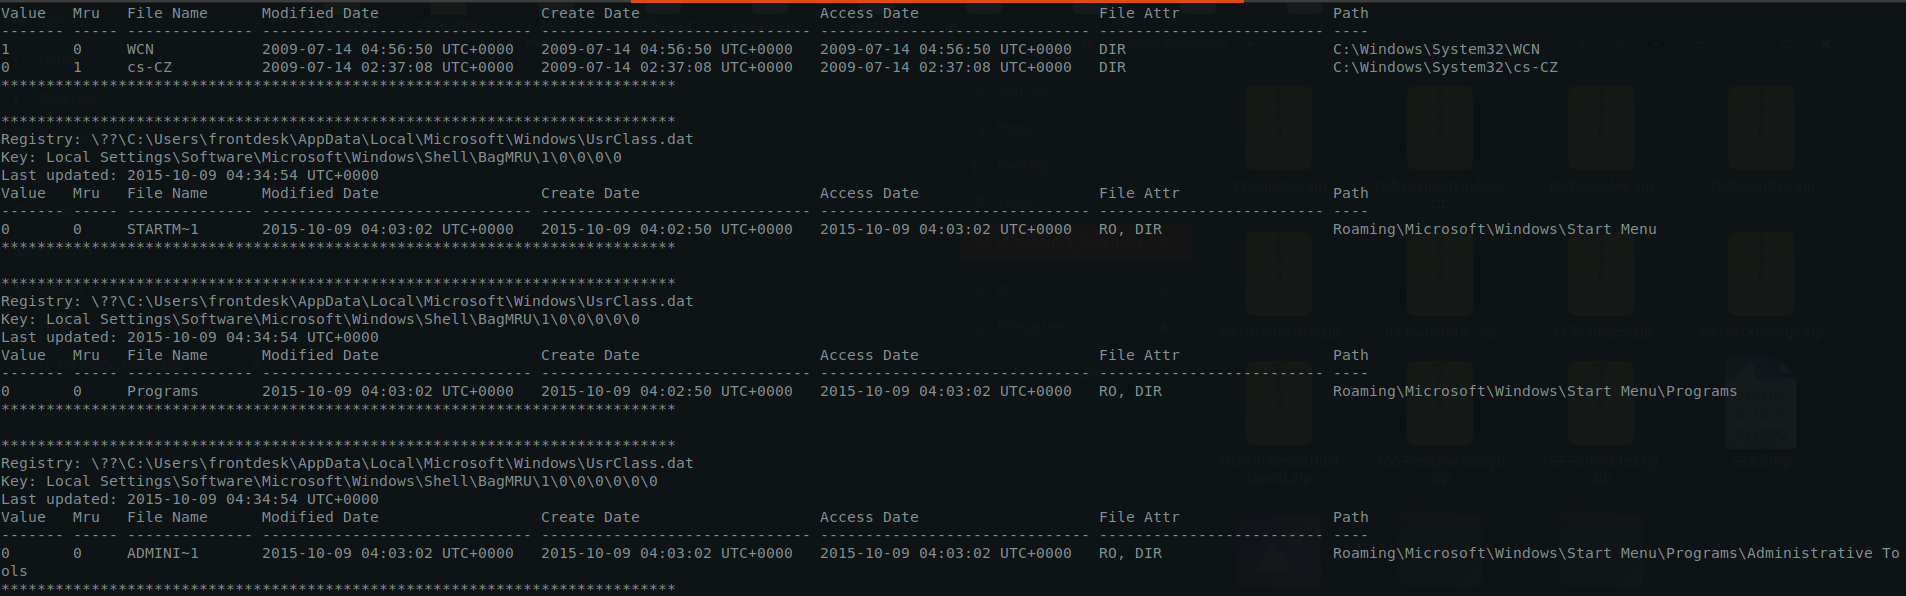 Value   Mru   File Name      Modified Date                  Create Date                    Access Date                    File Attr                 Path
------- ----- -------------- ------------------------------ ------------------------------ ------------------------------ ------------------------- ----
1       0     WCN            2009-07-14 04:56:50 UTC+0000   2009-07-14 04:56:50 UTC+0000   2009-07-14 04:56:50 UTC+0000   DIR                       C:\Windows\System32\WCN
0       1     cs-CZ          2009-07-14 02:37:08 UTC+0000   2009-07-14 02:37:08 UTC+0000   2009-07-14 02:37:08 UTC+0000   DIR                       C:\Windows\System32\cs-CZ
***************************************************************************
***************************************************************************
Registry: \??\C:\Users\frontdesk\AppData\Local\Microsoft\Windows\UsrClass.dat
Key: Local Settings\Software\Microsoft\Windows\Shell\BagMRU\1\0\0\0\0
Last updated: 2015-10-09 04:34:54 UTC+0000
Value   Mru   File Name      Modified Date                  Create Date                    Access Date                    File Attr                 Path
------- ----- -------------- ------------------------------ ------------------------------ ------------------------------ ------------------------- ----
0       0     STARTM~1       2015-10-09 04:03:02 UTC+0000   2015-10-09 04:02:50 UTC+0000   2015-10-09 04:03:02 UTC+0000   RO, DIR                   Roaming\Microsoft\Windows\Start Menu
***************************************************************************
***************************************************************************
Registry: \??\C:\Users\frontdesk\AppData\Local\Microsoft\Windows\UsrClass.dat
Key: Local Settings\Software\Microsoft\Windows\Shell\BagMRU\1\0\0\0\0\0
Last updated: 2015-10-09 04:34:54 UTC+0000
Value   Mru   File Name      Modified Date                  Create Date                    Access Date                    File Attr                 Path
------- ----- -------------- ------------------------------ ------------------------------ ------------------------------ ------------------------- ----
0       0     Programs       2015-10-09 04:03:02 UTC+0000   2015-10-09 04:02:50 UTC+0000   2015-10-09 04:03:02 UTC+0000   RO, DIR                   Roaming\Microsoft\Windows\Start Menu\Programs
***************************************************************************
***************************************************************************
Registry: \??\C:\Users\frontdesk\AppData\Local\Microsoft\Windows\UsrClass.dat
Key: Local Settings\Software\Microsoft\Windows\Shell\BagMRU\1\0\0\0\0\0\0
Last updated: 2015-10-09 04:34:54 UTC+0000
Value   Mru   File Name      Modified Date                  Create Date                    Access Date                    File Attr                 Path
------- ----- -------------- ------------------------------ ------------------------------ ------------------------------ ------------------------- ----
0       0     ADMINI~1       2015-10-09 04:03:02 UTC+0000   2015-10-09 04:03:02 UTC+0000   2015-10-09 04:03:02 UTC+0000   RO, DIR                   Roaming\Microsoft\Windows\Start Menu\Programs\Administrative To
ols
***************************************************************************